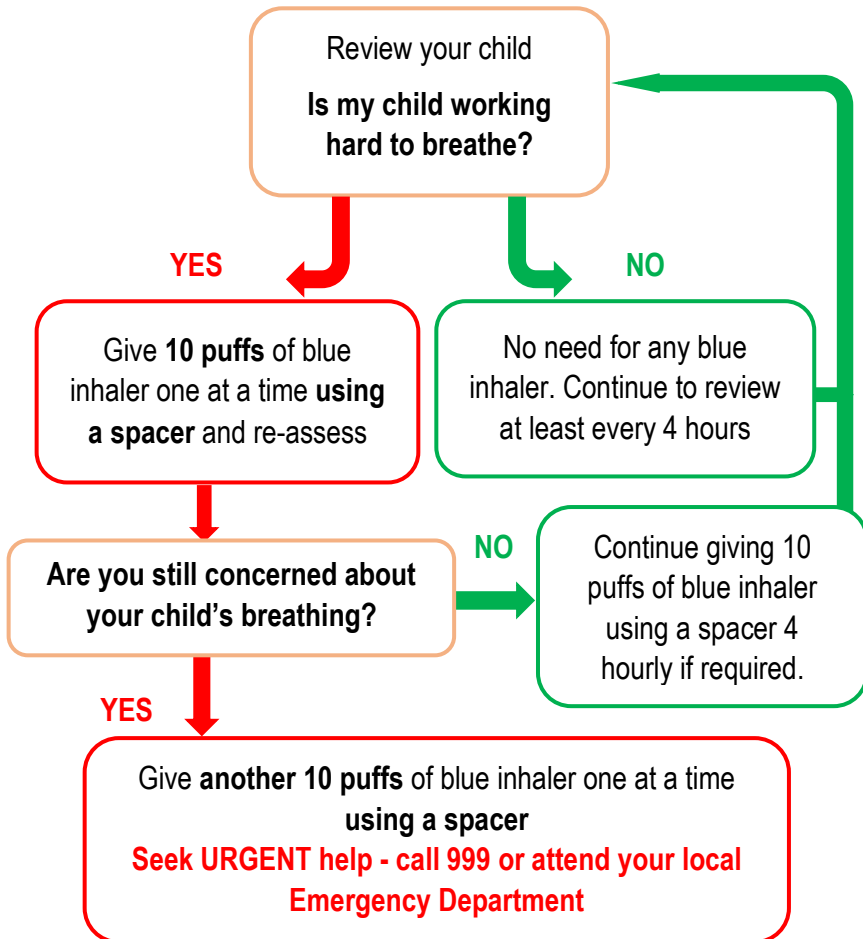 Review your child
Is my child working
hard to breathe?
YES
NO
Give 10 puffs of blue
inhaler one at a time using
a spacer and re-assess
No need for any blue
inhaler. Continue to review
at least every 4 hours
Are you still concerned about
your child's breathing?
NO
Continue giving 10
puffs of blue inhaler
using a spacer 4
hourly if required.
YES
Give another 10 puffs of blue inhaler one at a time
using a spacer
Seek URGENT help - call 999 or attend your local
Emergency Department